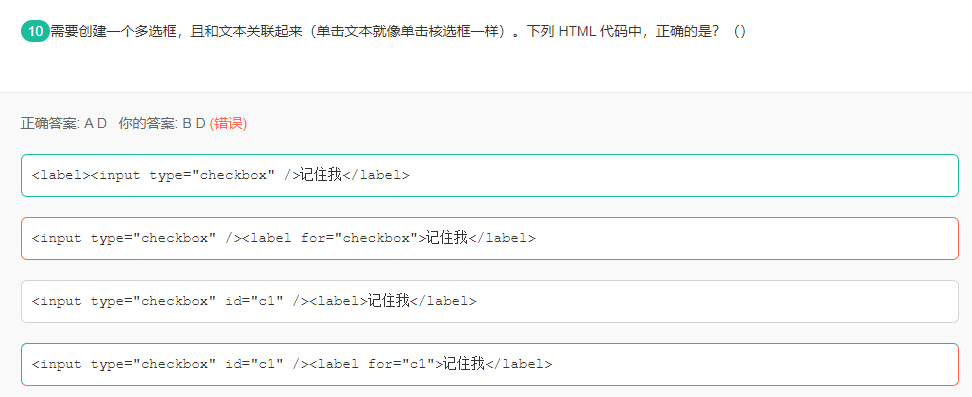 10需要创建一个多选框，且和文本关联起来（单击文本就像单击核选框一样）。下列 HTML 代码中，正确的是？（）
正确答案: A D 你的答案: B D (错误)
<label><input type="checkbox" />记住我</label>
<input type="checkbox" /><label for="checkbox">记住我</label>
<input type="checkbox" id="c1" /><label>记住我</label>
<input type="checkbox" id="c1" /><label for="c1">记住我</label>